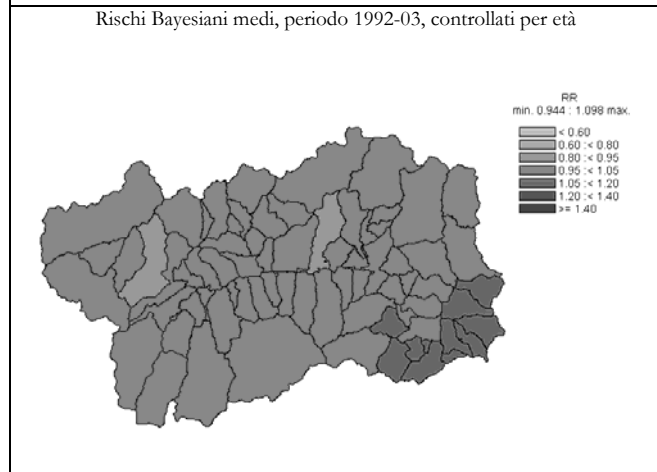 Rischi Bayesiani medi, periodo 1992-03, controllati per età
RR
min. 0.944 : 1.098 max.
< 0.60
0.60 :< 0.80
0.80 :< 0.95
0.95 :< 1.05
1.05 :< 1.20
1.20 :< 1.40
>= 1.40